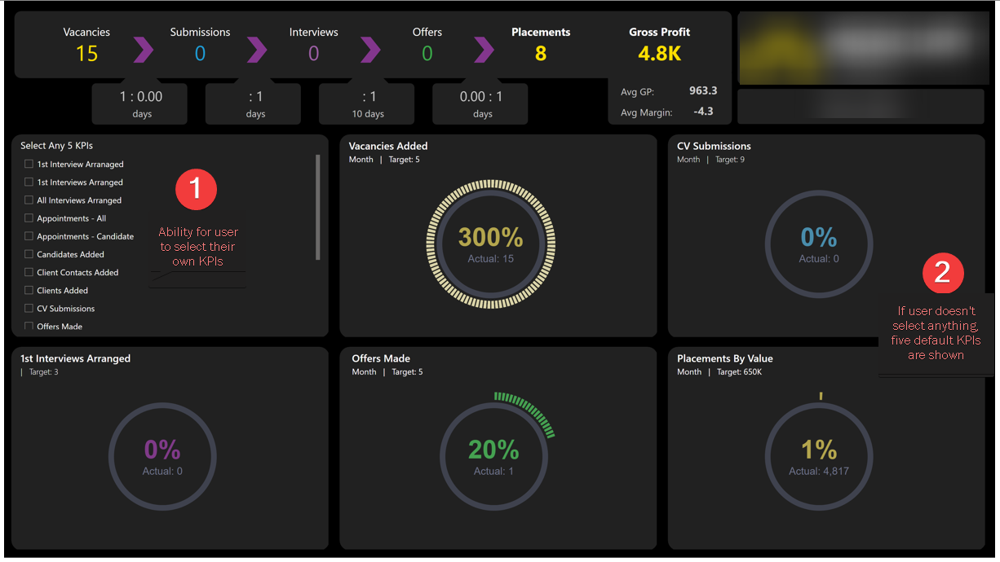 Vacancies
15
Submissions
0
Interviews
0
Offers
0
Placements
8
Gross Profit
4.8K
1 : 0.00
days
: 1
days
: 1
10 days
0.00 : 1
days
Avg GP: 963.3
Avg Margin: -4.3
Select Any 5 KPIs
1st Interview Arranaged
1st Interviews Arranged
All Interviews Arranged
Appointments - All
Appointments - Candidate
Candidates Added
Client Contacts Added
Clients Added
CV Submissions
Offers Made
1
Ability for user
to select their
own KPIs
Vacancies Added
Month | Target: 5
300%
Actual: 15
CV Submissions
Month | Target: 9
0%
Actual: 0
2
If user doesn't
select anything,
five default KPIs
are shown
1st Interviews Arranged
| Target: 3
0%
Actual: 0
Offers Made
Month | Target: 5
20%
Actual: 1
Placements By Value
Month | Target: 650K
1%
Actual: 4,817